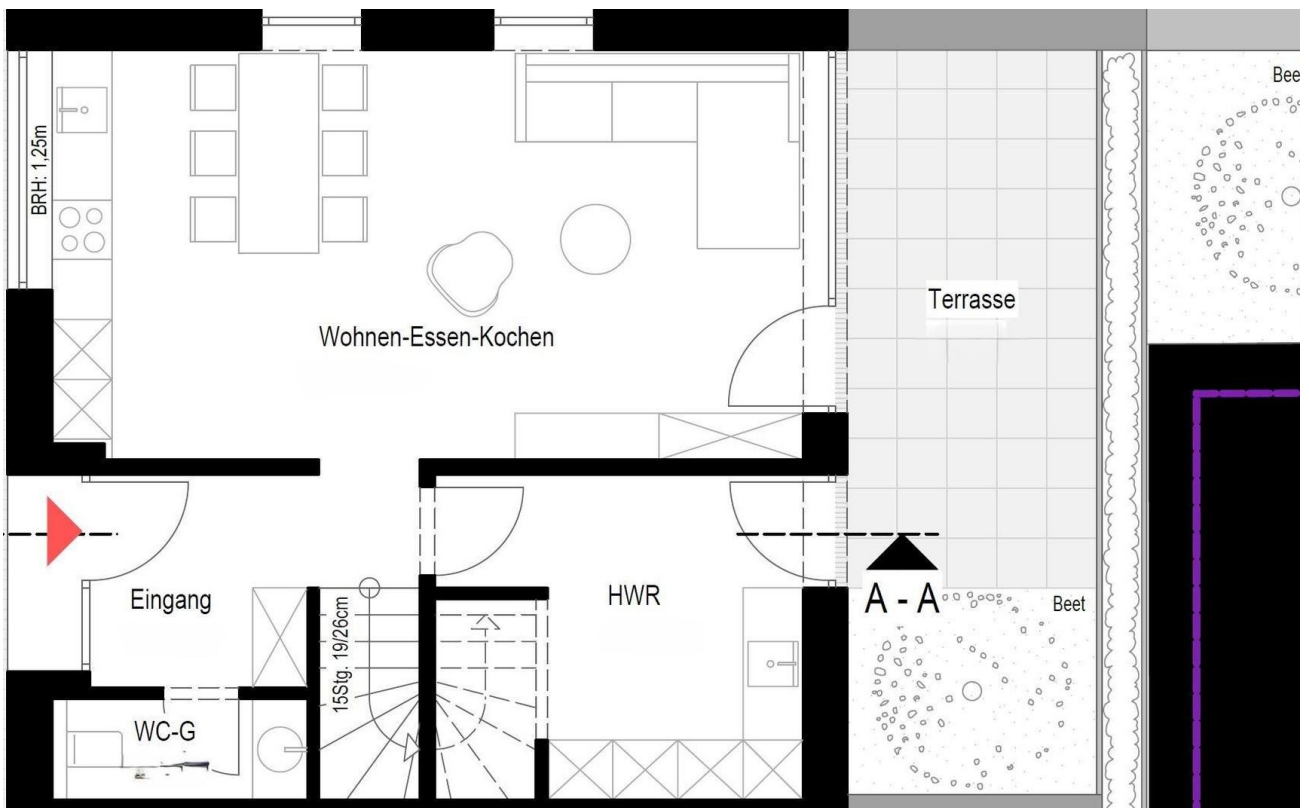 Bee
BRH: 1,25m
Terrasse
Wohnen-Essen-Kochen
Eingang
HWR
A - A
Beet
15Stg. 19/26cm
WC-G